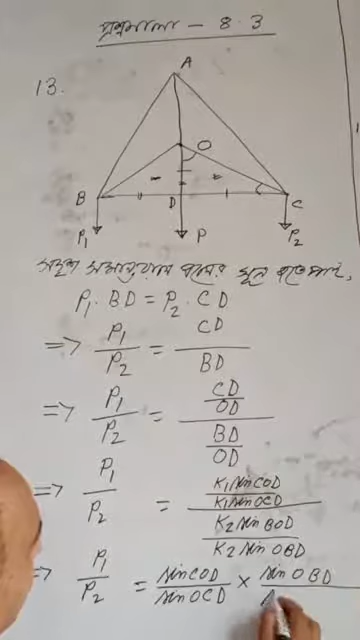 প্রশ্নমালা - 8.3
13.
A
O
B
D
C
P₁
P
P₂
সদৃশ সমান্তরাল বলের সূত্র হতে পাই,
P₁·BD = P₂·CD
=> P₁/P₂ = CD/BD
=> P₁/P₂ = (CD/OD)/(BD/OD)
=> P₁/P₂ = (K₁ sin COD/K₁ sin OCD)/(K₂ sin BOD/K₂ sin OBD)
=> P₁/P₂ = sin COD/sin OCD × sin OBD/